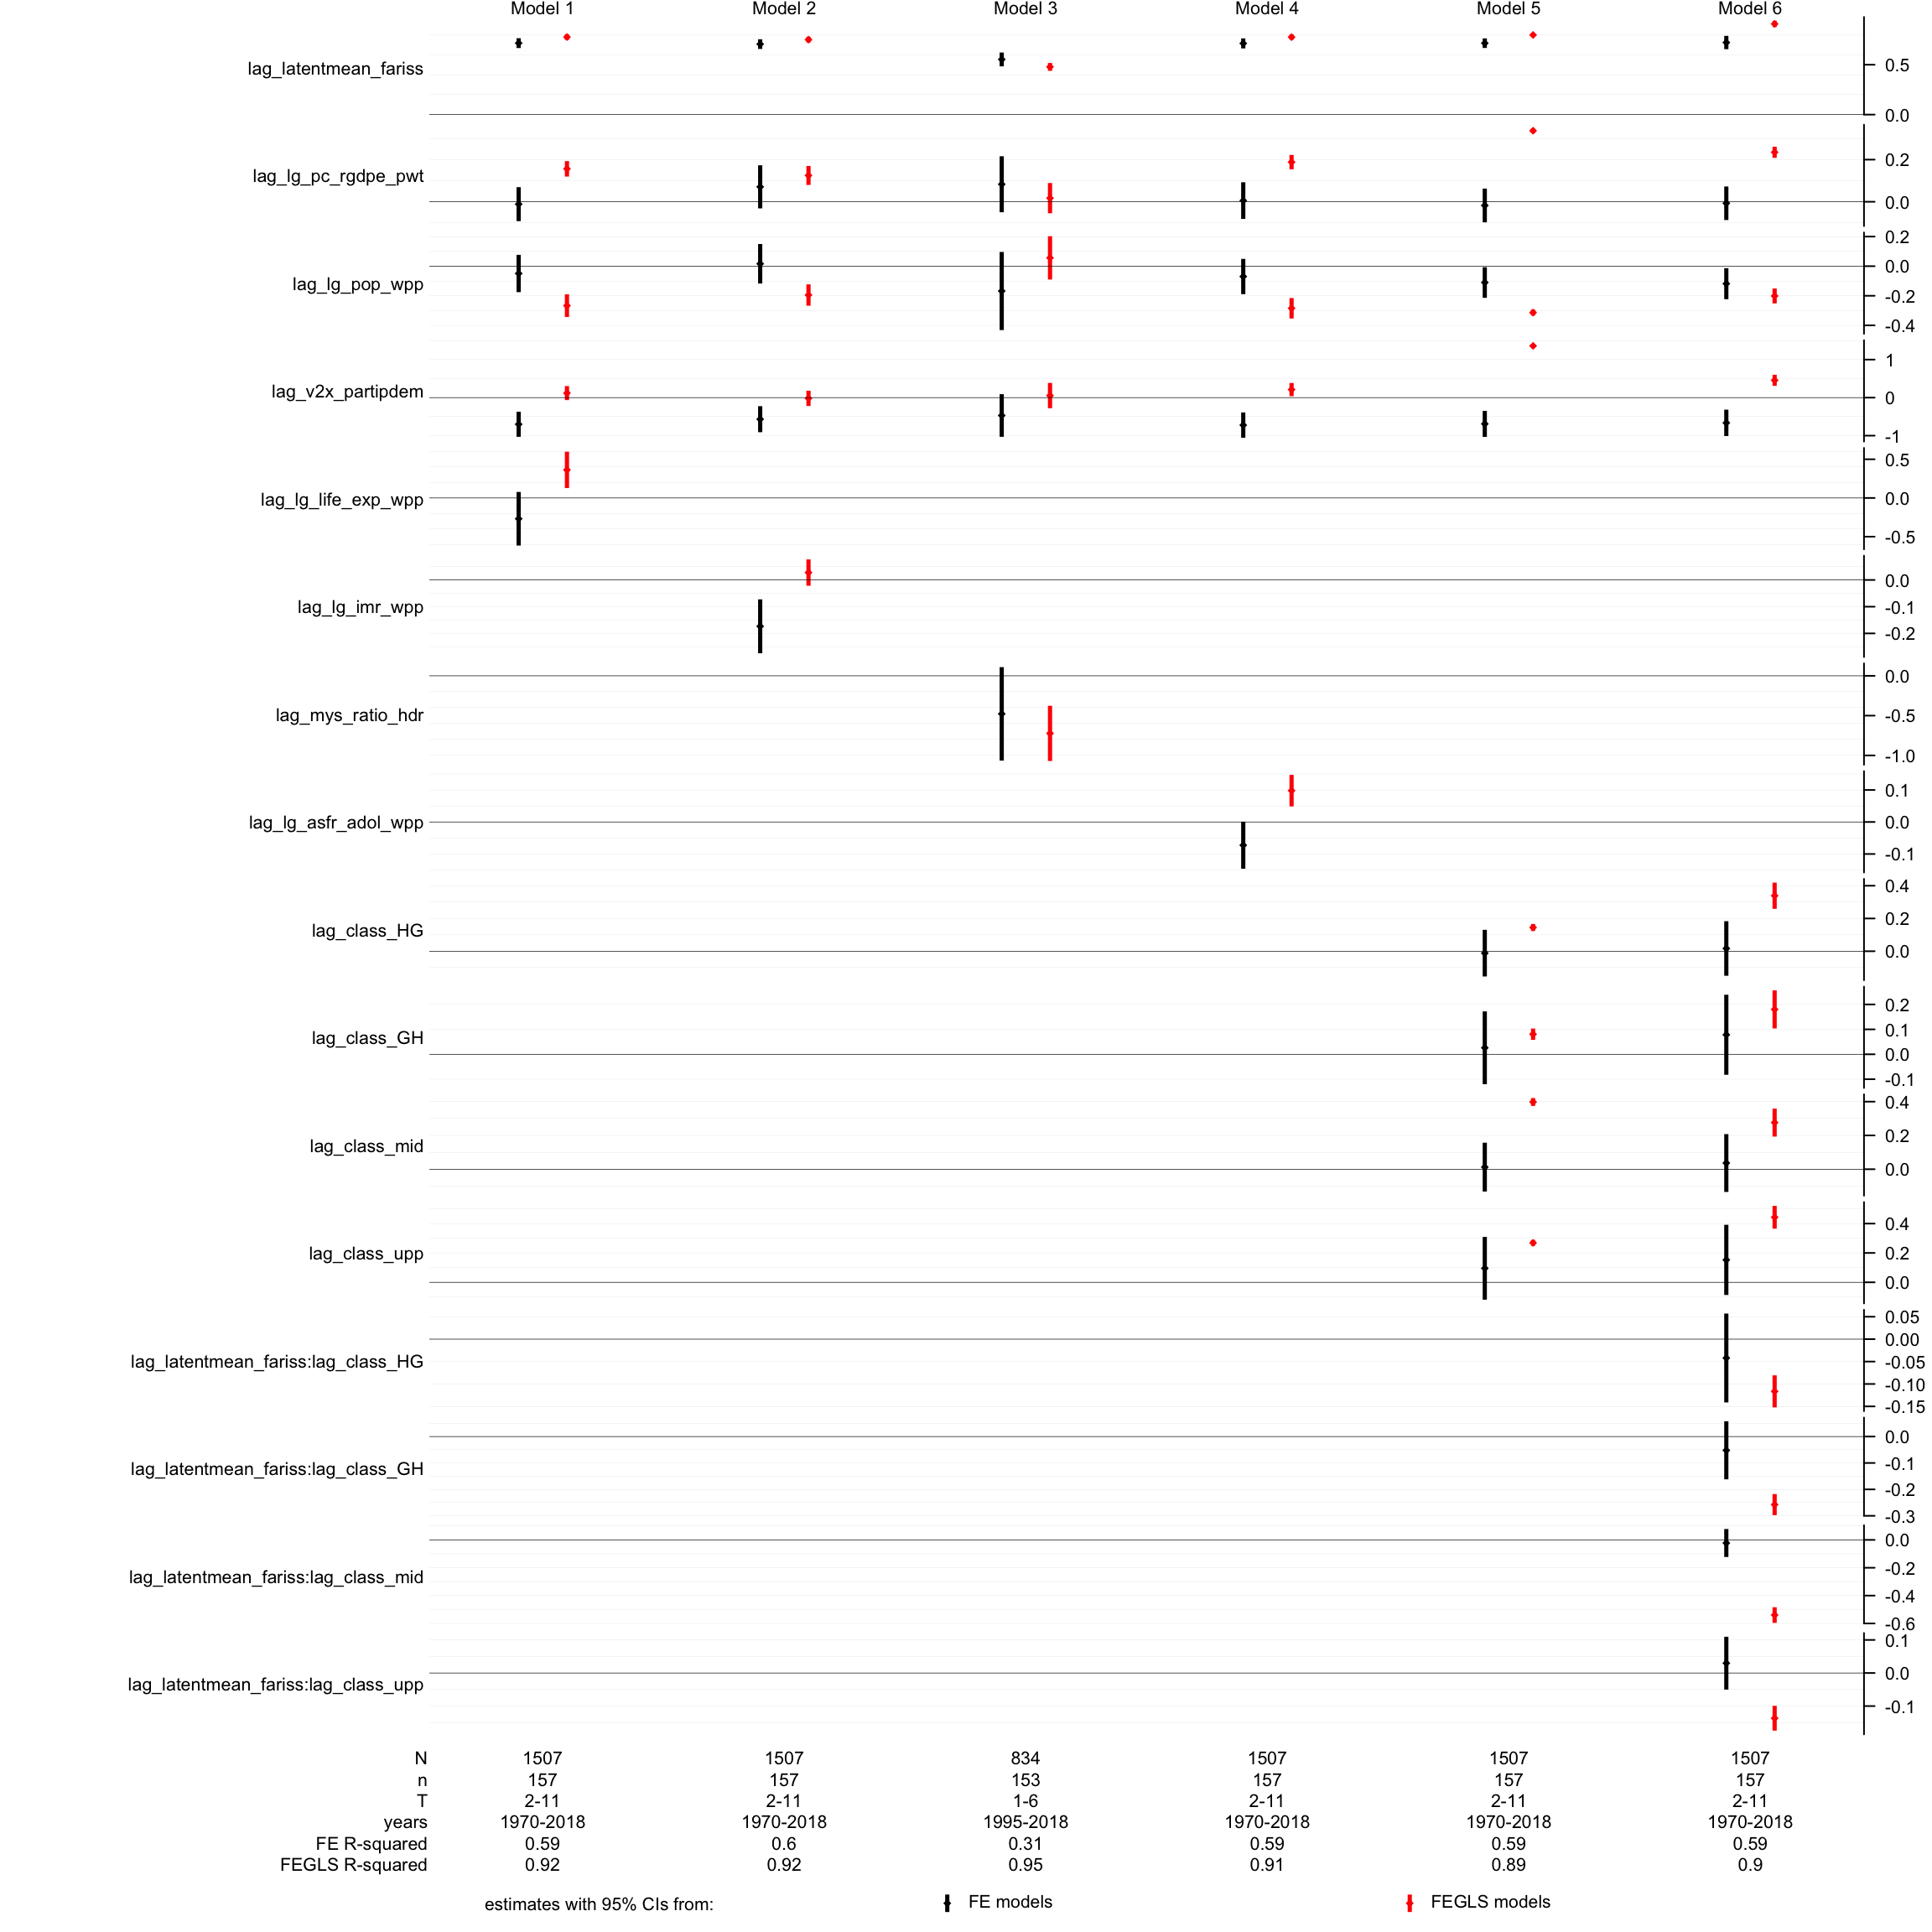 Model 1 Model 2 Model 3 Model 4 Model 5 Model 6
lag_latentmean_fariss
0.5
0.0
lag_lg_pc_rgdpe_pwt
0.2
0.0
lag_lg_pop_wpp
0.2
0.0
-0.2
-0.4
lag_v2x_partipdem
1
0
-1
lag_lg_life_exp_wpp
0.5
0.0
-0.5
lag_lg_imr_wpp
0.0
-0.1
-0.2
lag_mys_ratio_hdr
0.0
-0.5
-1.0
lag_lg_asfr_adol_wpp
0.1
0.0
-0.1
lag_class_HG
0.4
0.2
0.0
lag_class_GH
0.2
0.1
0.0
-0.1
lag_class_mid
0.4
0.2
0.0
lag_class_upp
0.4
0.2
0.0
lag_latentmean_fariss:lag_class_HG
0.05
0.00
-0.05
-0.10
-0.15
lag_latentmean_fariss:lag_class_GH
0.0
-0.1
-0.2
-0.3
lag_latentmean_fariss:lag_class_mid
0.0
-0.2
-0.4
-0.6
lag_latentmean_fariss:lag_class_upp
0.1
0.0
-0.1
N 1507 1507 834 1507 1507 1507
n 157 157 153 157 157 157
T 2-11 2-11 1-6 2-11 2-11 2-11
years 1970-2018 1970-2018 1995-2018 1970-2018 1970-2018 1970-2018
FE R-squared 0.59 0.6 0.31 0.59 0.59 0.59
FEGLS R-squared 0.92 0.92 0.95 0.91 0.89 0.9
estimates with 95% CIs from: FE models FEGLS models